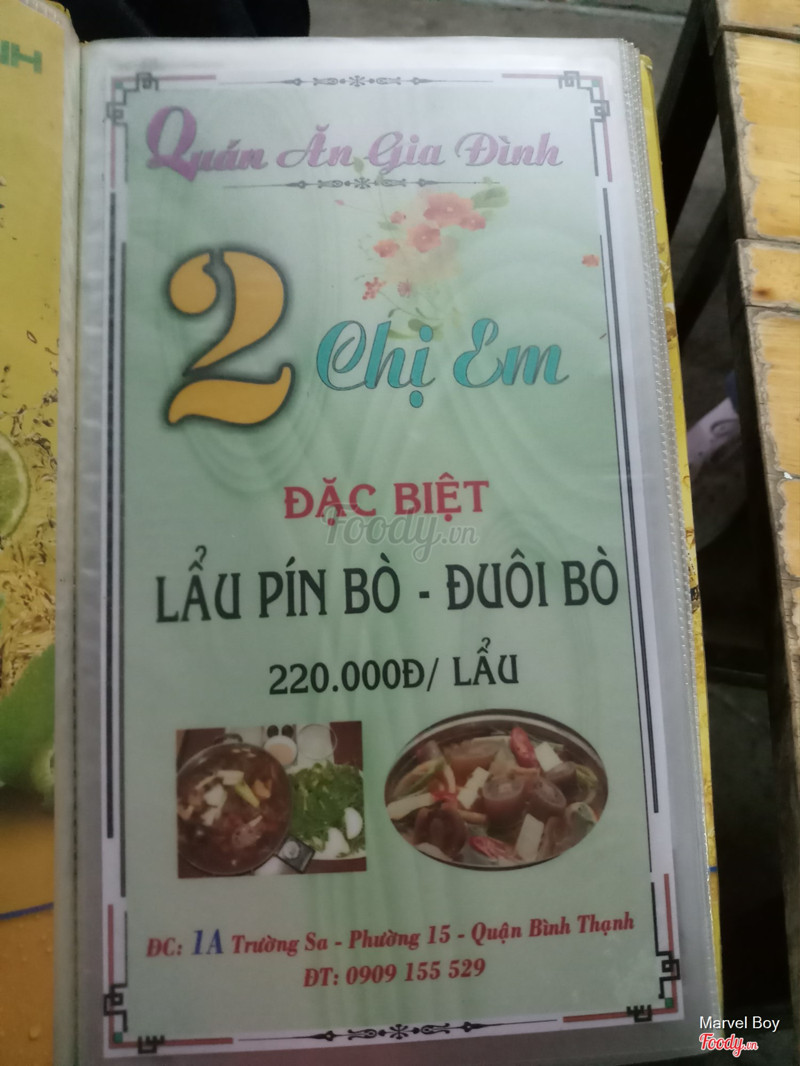 Quán Ăn Gia Đình
2 Chị Em
ĐẶC BIỆT
Foody.vn
LẨU PÍN BÒ - ĐUÔI BÒ
220.000Đ/ LẨU
ĐC: 1A Trường Sa - Phường 15 - Quận Bình Thạnh
ĐT: 0909 155 529
Marvel Boy
Foody.vn